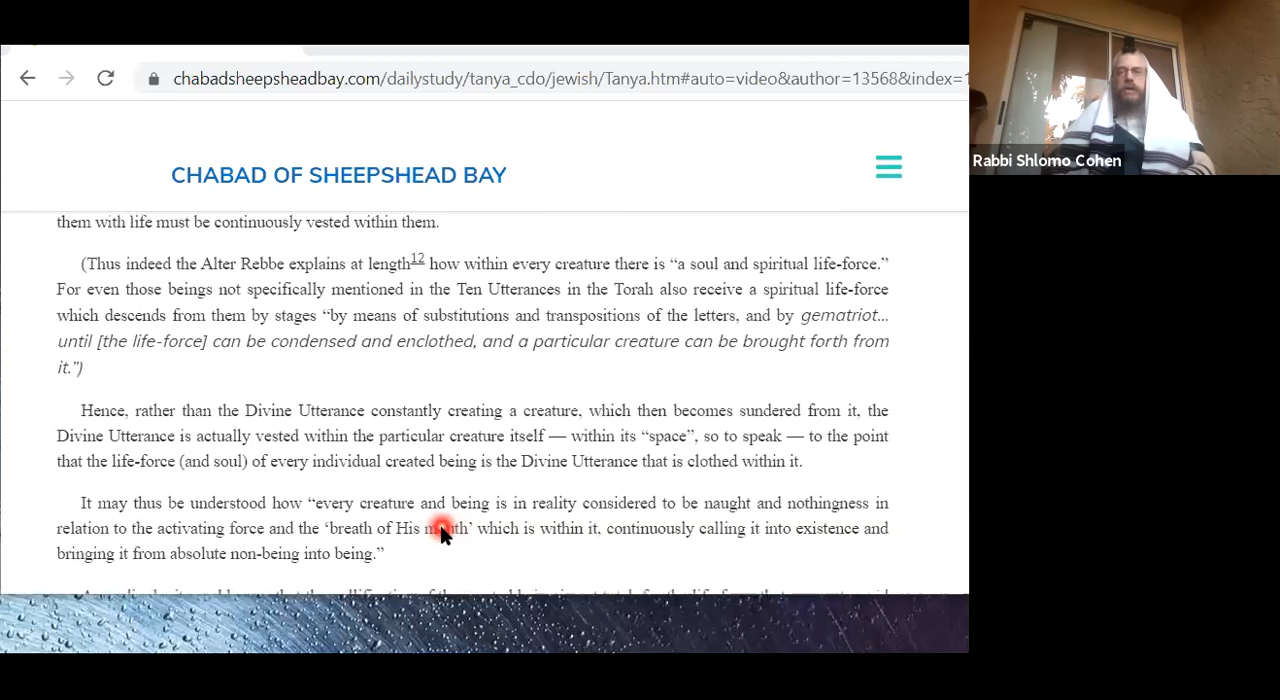 chabadsheepsheadbay.com/dailystudy/tanya_cdo/jewish/Tanya.htm#auto=video&author=13568&index=1
Rabbi Shlomo Cohen
CHABAD OF SHEEPSHEAD BAY
them with life must be continuously vested within them.
(Thus indeed the Alter Rebbe explains at length12 how within every creature there is “a soul and spiritual life-force.”
For even those beings not specifically mentioned in the Ten Utterances in the Torah also receive a spiritual life-force
which descends from them by stages “by means of substitutions and transpositions of the letters, and by gematriot...
until [the life-force] can be condensed and enclothed, and a particular creature can be brought forth from
it.”)
Hence, rather than the Divine Utterance constantly creating a creature, which then becomes sundered from it, the
Divine Utterance is actually vested within the particular creature itself — within its “space”, so to speak — to the point
that the life-force (and soul) of every individual created being is the Divine Utterance that is clothed within it.
It may thus be understood how “every creature and being is in reality considered to be naught and nothingness in
relation to the activating force and the ‘breath of His mouth’ which is within it, continuously calling it into existence and
bringing it from absolute non-being into being.”